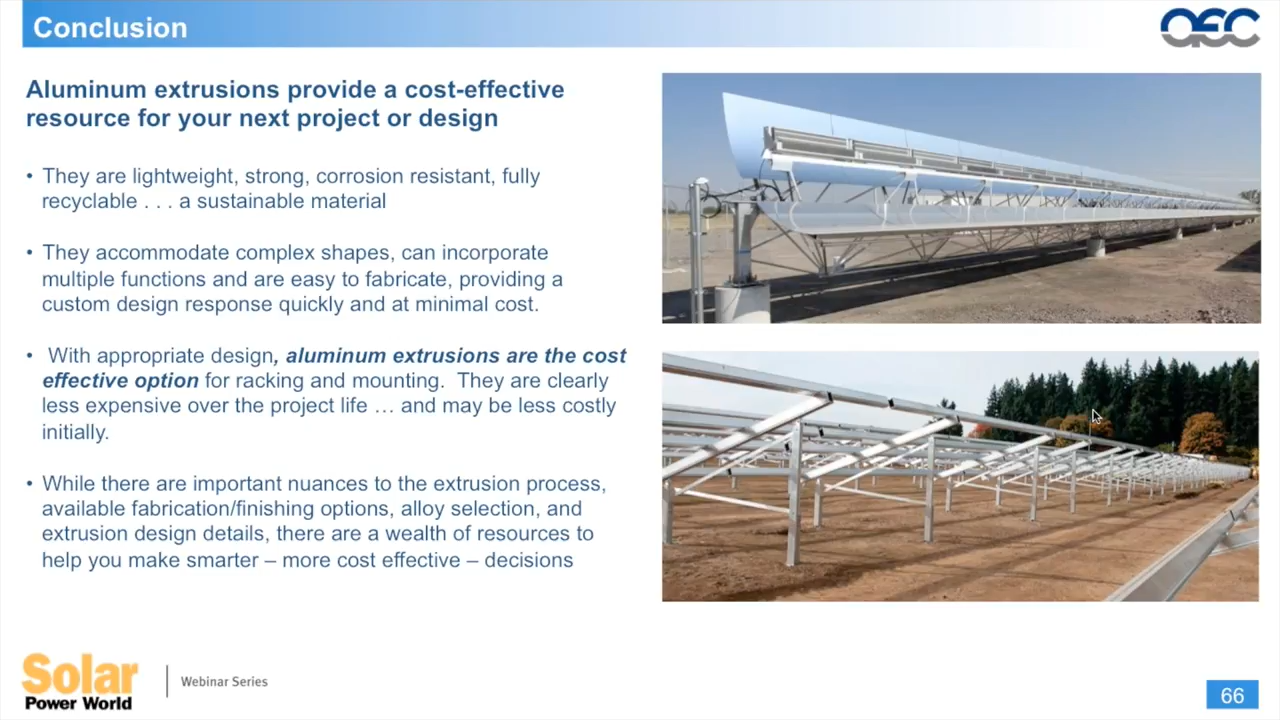 Conclusion
AEC
Aluminum extrusions provide a cost-effective
resource for your next project or design
• They are lightweight, strong, corrosion resistant, fully
recyclable . . . a sustainable material
• They accommodate complex shapes, can incorporate
multiple functions and are easy to fabricate, providing a
custom design response quickly and at minimal cost.
• With appropriate design, aluminum extrusions are the cost
effective option for racking and mounting. They are clearly
less expensive over the project life … and may be less costly
initially.
• While there are important nuances to the extrusion process,
available fabrication/finishing options, alloy selection, and
extrusion design details, there are a wealth of resources to
help you make smarter – more cost effective – decisions
Solar
Power World
Webinar Series
66